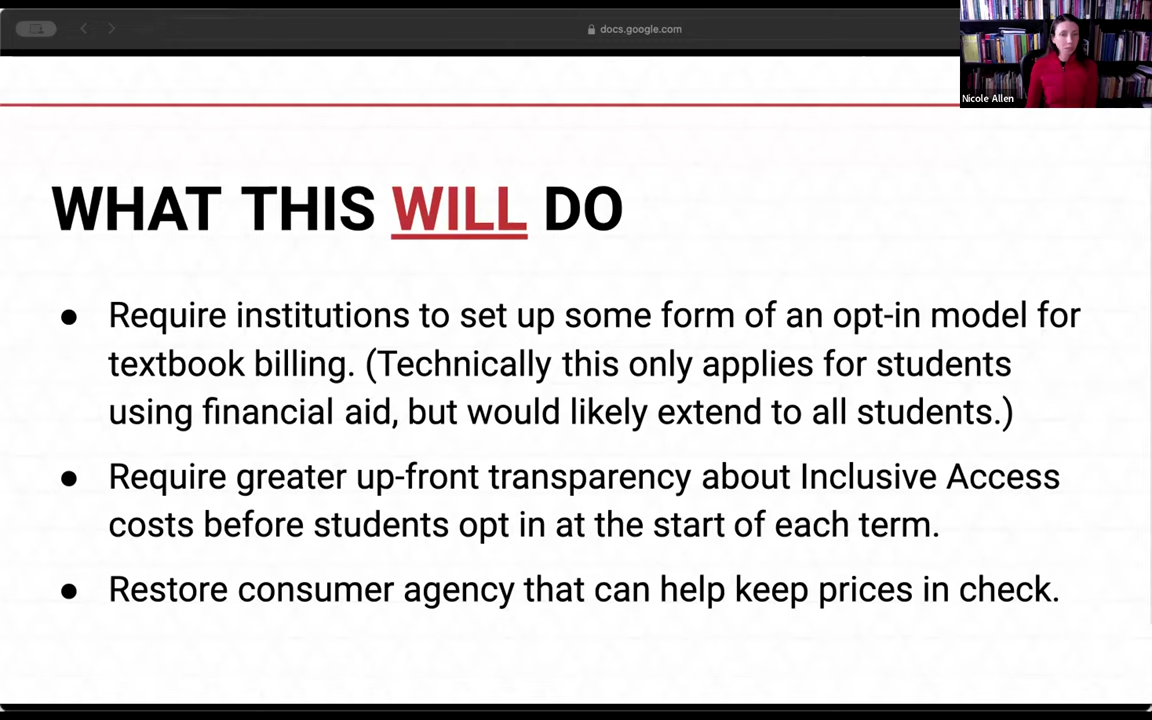 docs.google.com
Nicole Allen
WHAT THIS WILL DO
● Require institutions to set up some form of an opt-in model for
textbook billing. (Technically this only applies for students
using financial aid, but would likely extend to all students.)
● Require greater up-front transparency about Inclusive Access
costs before students opt in at the start of each term.
● Restore consumer agency that can help keep prices in check.